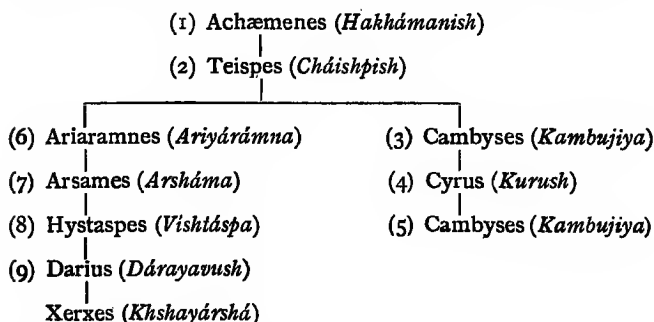 (1) Achæmenes (Hakhámanish)
(2) Teispes (Cháishpish)
(6) Ariaramnes (Ariyárámna) (3) Cambyses (Kambujiya)
(7) Arsames (Arsháma) (4) Cyrus (Kurush)
(8) Hystaspes (Vishtáspa) (5) Cambyses (Kambujiya)
(9) Darius (Dárayavush)
Xerxes (Khshayárshá)